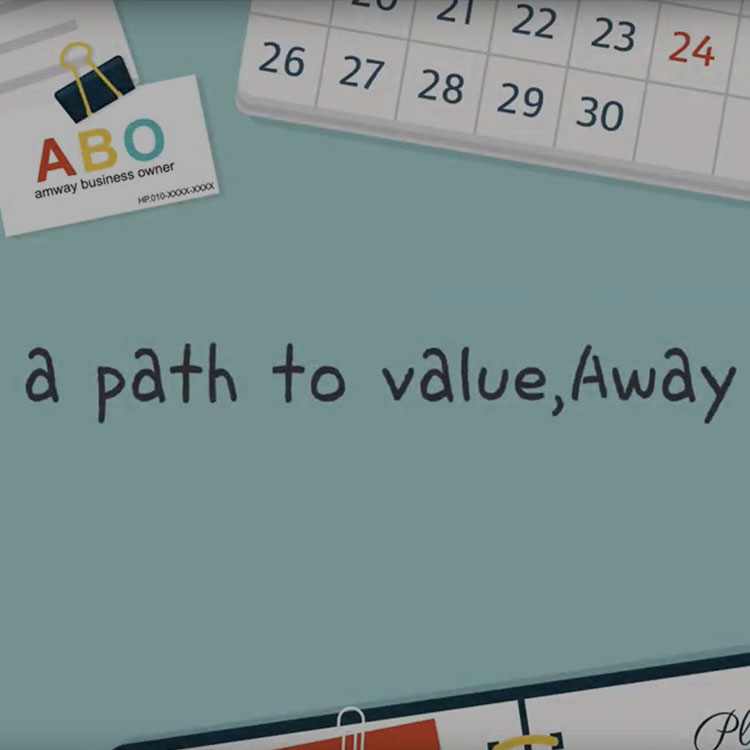 20 21 22 23 24
26 27 28 29 30
ABO
amway business owner
HP.010-XXXX-XXXX
a path to value,Away